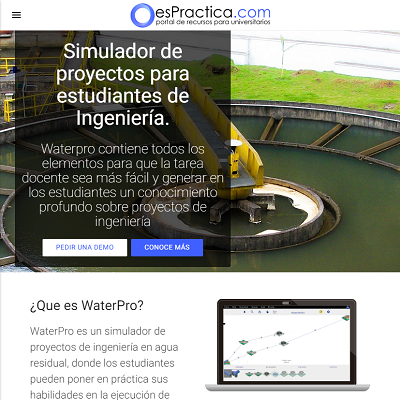 esPractica.com
portal de recursos para universitarios
Simulador de
proyectos para
estudiantes de
Ingeniería.
Waterpro contiene todos los
elementos para que la tarea
docente sea más fácil y generar en
los estudiantes un conocimiento
profundo sobre proyectos de
ingeniería
PEDIR UNA DEMO CONOCE MÁS
¿Que es WaterPro?
WaterPro es un simulador de
proyectos de ingeniería en agua
residual, donde los estudiantes
pueden poner en práctica sus
habilidades en la ejecución de